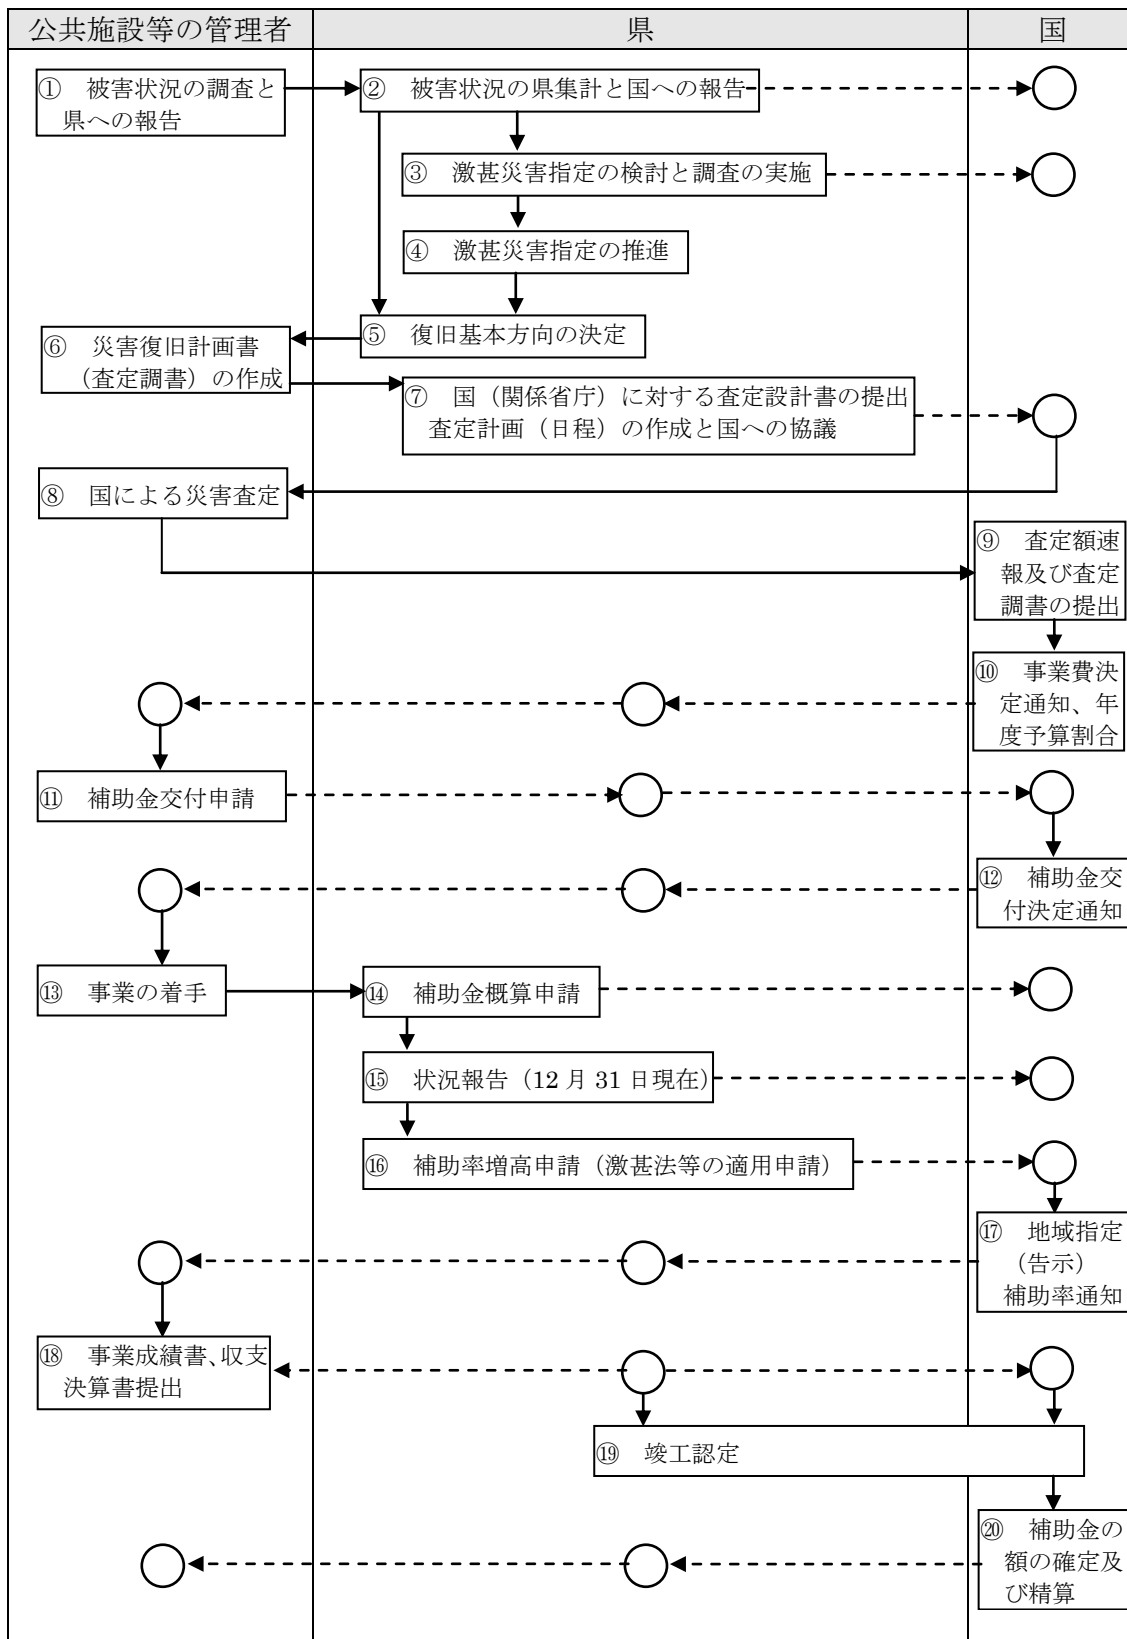 公共施設等の管理者
県
国
① 被害状況の調査と
県への報告
② 被害状況の県集計と国への報告
③ 激甚災害指定の検討と調査の実施
④ 激甚災害指定の推進
⑤ 復旧基本方向の決定
⑥ 災害復旧計画書
(査定調書)の作成
⑦ 国(関係省庁)に対する査定設計書の提出
査定計画(日程)の作成と国への協議
⑧ 国による災害査定
⑨ 査定額速
報及び査定
調書の提出
⑩ 事業費決
定通知、年
度予算割合
⑪ 補助金交付申請
⑫ 補助金交
付決定通知
⑬ 事業の着手
⑭ 補助金概算申請
⑮ 状況報告(12月31日現在)
⑯ 補助率増高申請(激甚法等の適用申請)
⑰ 地域指定
(告示)
補助率通知
⑱ 事業成績書、収支
決算書提出
⑲ 竣工認定
⑳ 補助金の
額の確定及
び精算